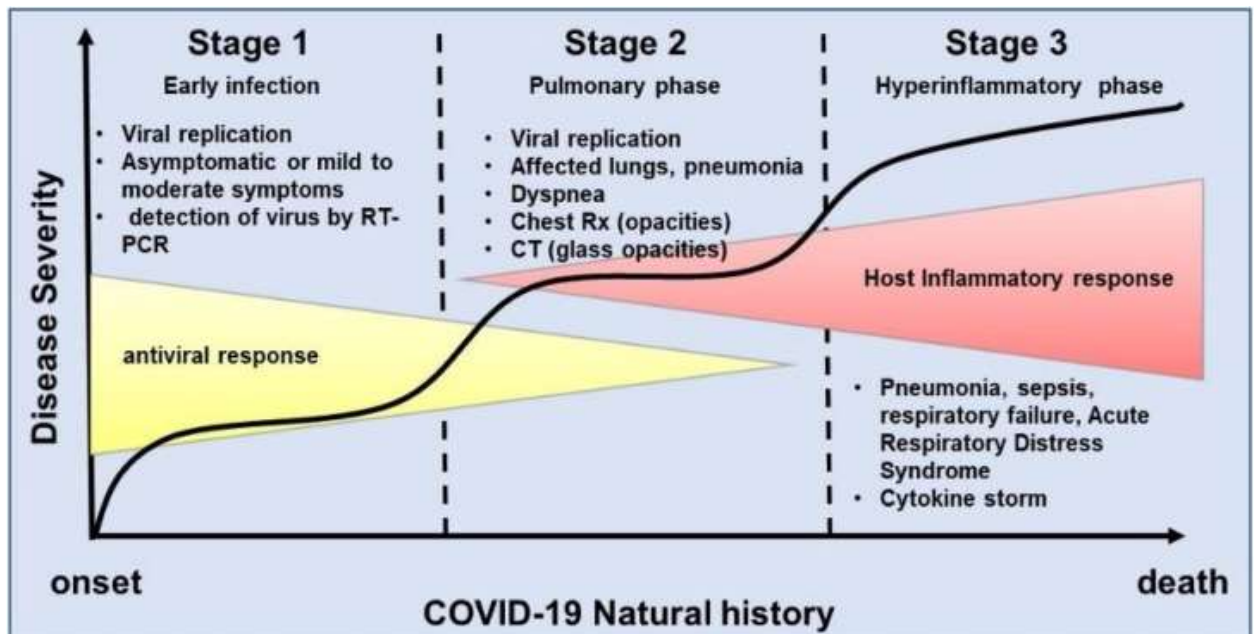 Stage 1
Early infection
• Viral replication
• Asymptomatic or mild to
moderate symptoms
• detection of virus by RT-
PCR
Stage 2
Pulmonary phase
• Viral replication
• Affected lungs, pneumonia
• Dyspnea
• Chest Rx (opacities)
• CT (glass opacities)
Stage 3
Hyperinflammatory phase
Host Inflammatory response
• Pneumonia, sepsis,
respiratory failure, Acute
Respiratory Distress
Syndrome
• Cytokine storm
antiviral response
Disease Severity
onset
death
COVID-19 Natural history